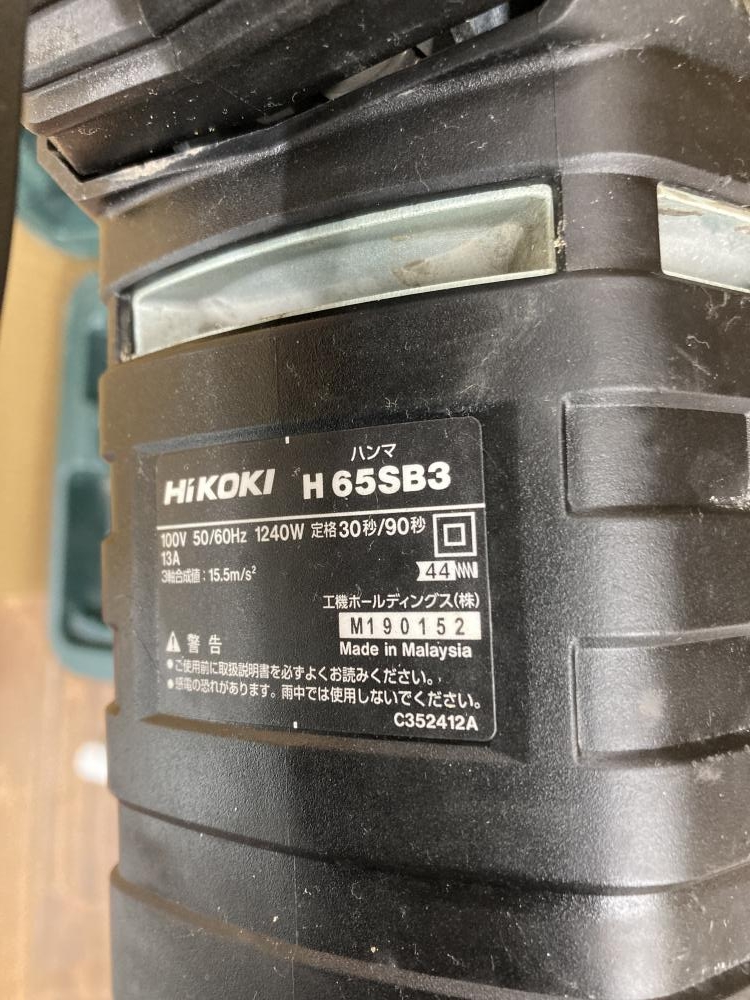 ハンマ
HiKOKI H 65SB3
100V 50/60Hz 1240W 定格30秒/90秒
13A
3軸合成値：15.5m/s²
44
工機ホールディングス(株)
M190152
Made in Malaysia
警告
●ご使用前に取扱説明書を必ずよくお読みください。
●感電の恐れがあります。雨中では使用しないでください。
C352412A